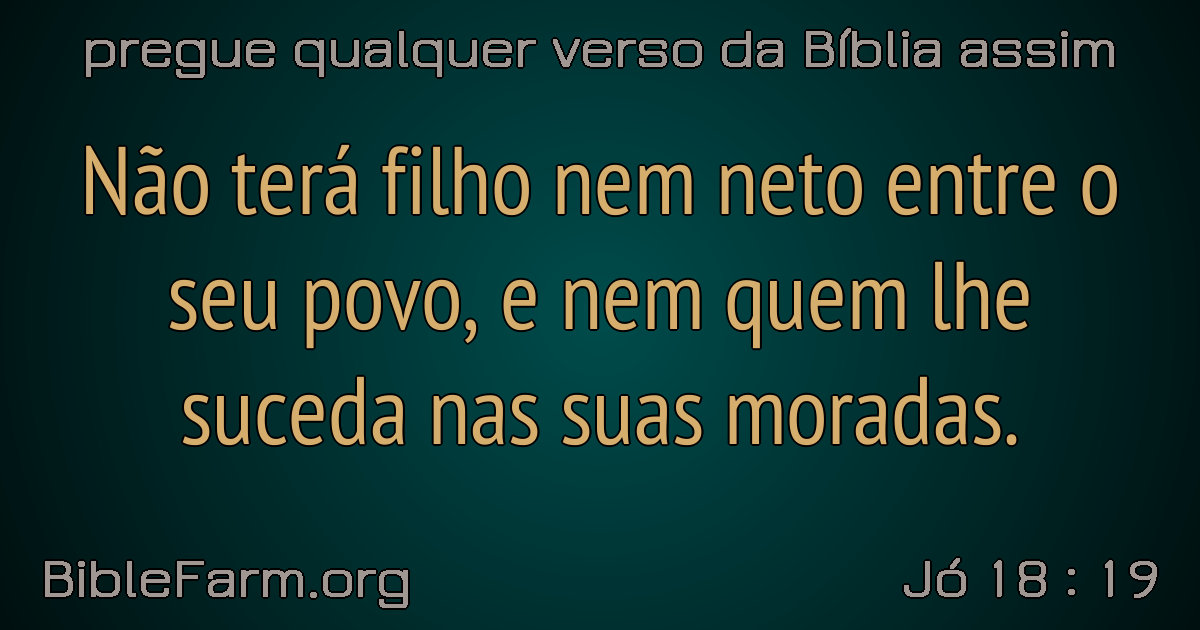 pregue qualquer verso da Bíblia assim
Não terá filho nem neto entre o
seu povo, e nem quem lhe
suceda nas suas moradas.
BibleFarm.org
Jó 18 : 19